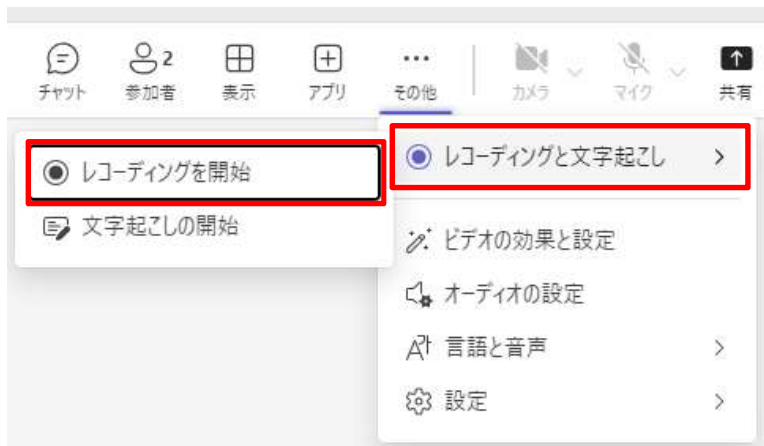 2
チャット 参加者 表示 アプリ その他 カメラ マイク 共有
レコーディングを開始
文字起こしの開始
レコーディングと文字起こし
ビデオの効果と設定
オーディオの設定
言語と音声
設定